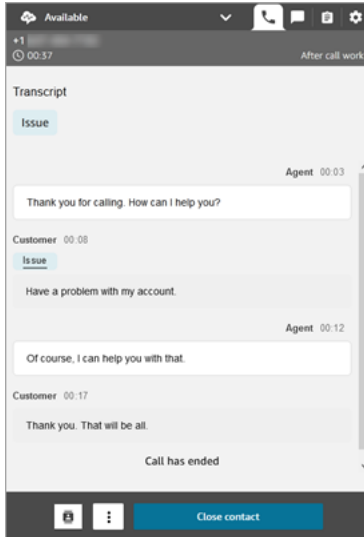 Available
+1
00:37 After call work
Transcript
Issue
Agent 00:03
Thank you for calling. How can I help you?
Customer 00:08
Issue
Have a problem with my account.
Agent 00:12
Of course, I can help you with that.
Customer 00:17
Thank you. That will be all.
Call has ended
Close contact